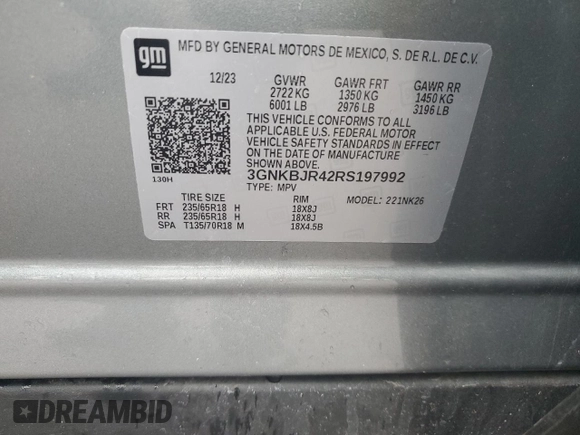 gm
MFD BY GENERAL MOTORS DE MEXICO, S. DE R.L. DE C.V.
12/23 GVWR GAWR FRT GAWR RR
2722 KG 1350 KG 1450 KG
6001 LB 2976 LB 3196 LB
THIS VEHICLE CONFORMS TO ALL
APPLICABLE U.S. FEDERAL MOTOR
VEHICLE SAFETY STANDARDS IN EFFECT
ON THE DATE OF MANUFACTURE
SHOWN ABOVE.
130H
3GNKBJR42RS197992
TYPE: MPV MODEL: 221NK26
TIRE SIZE RIM
FRT 235/65R18 H 18X8J
RR 235/65R18 H 18X8J
SPA T135/70R18 M 18X4.5B
DREAMBID